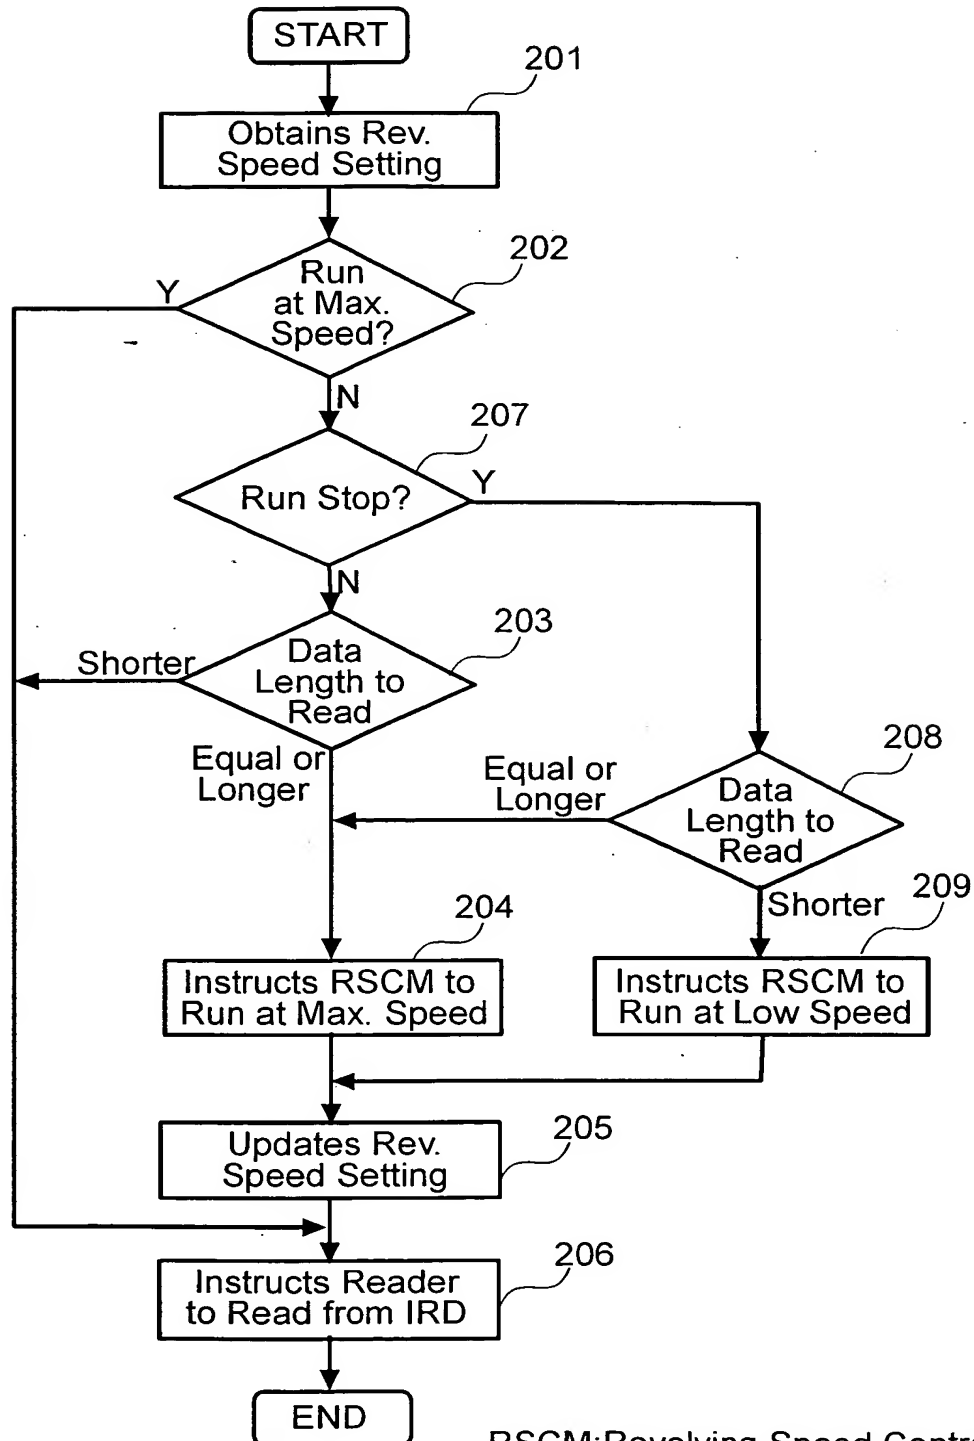 START
201
Obtains Rev.
Speed Setting
202
Run
at Max.
Speed?
Y
N
207
Run Stop?
Y
N
203
Data
Length to
Read
Shorter
Equal or
Longer
208
Data
Length to
Read
Equal or
Longer
Shorter
204
Instructs RSCM to
Run at Max. Speed
209
Instructs RSCM to
Run at Low Speed
205
Updates Rev.
Speed Setting
206
Instructs Reader
to Read from IRD
END